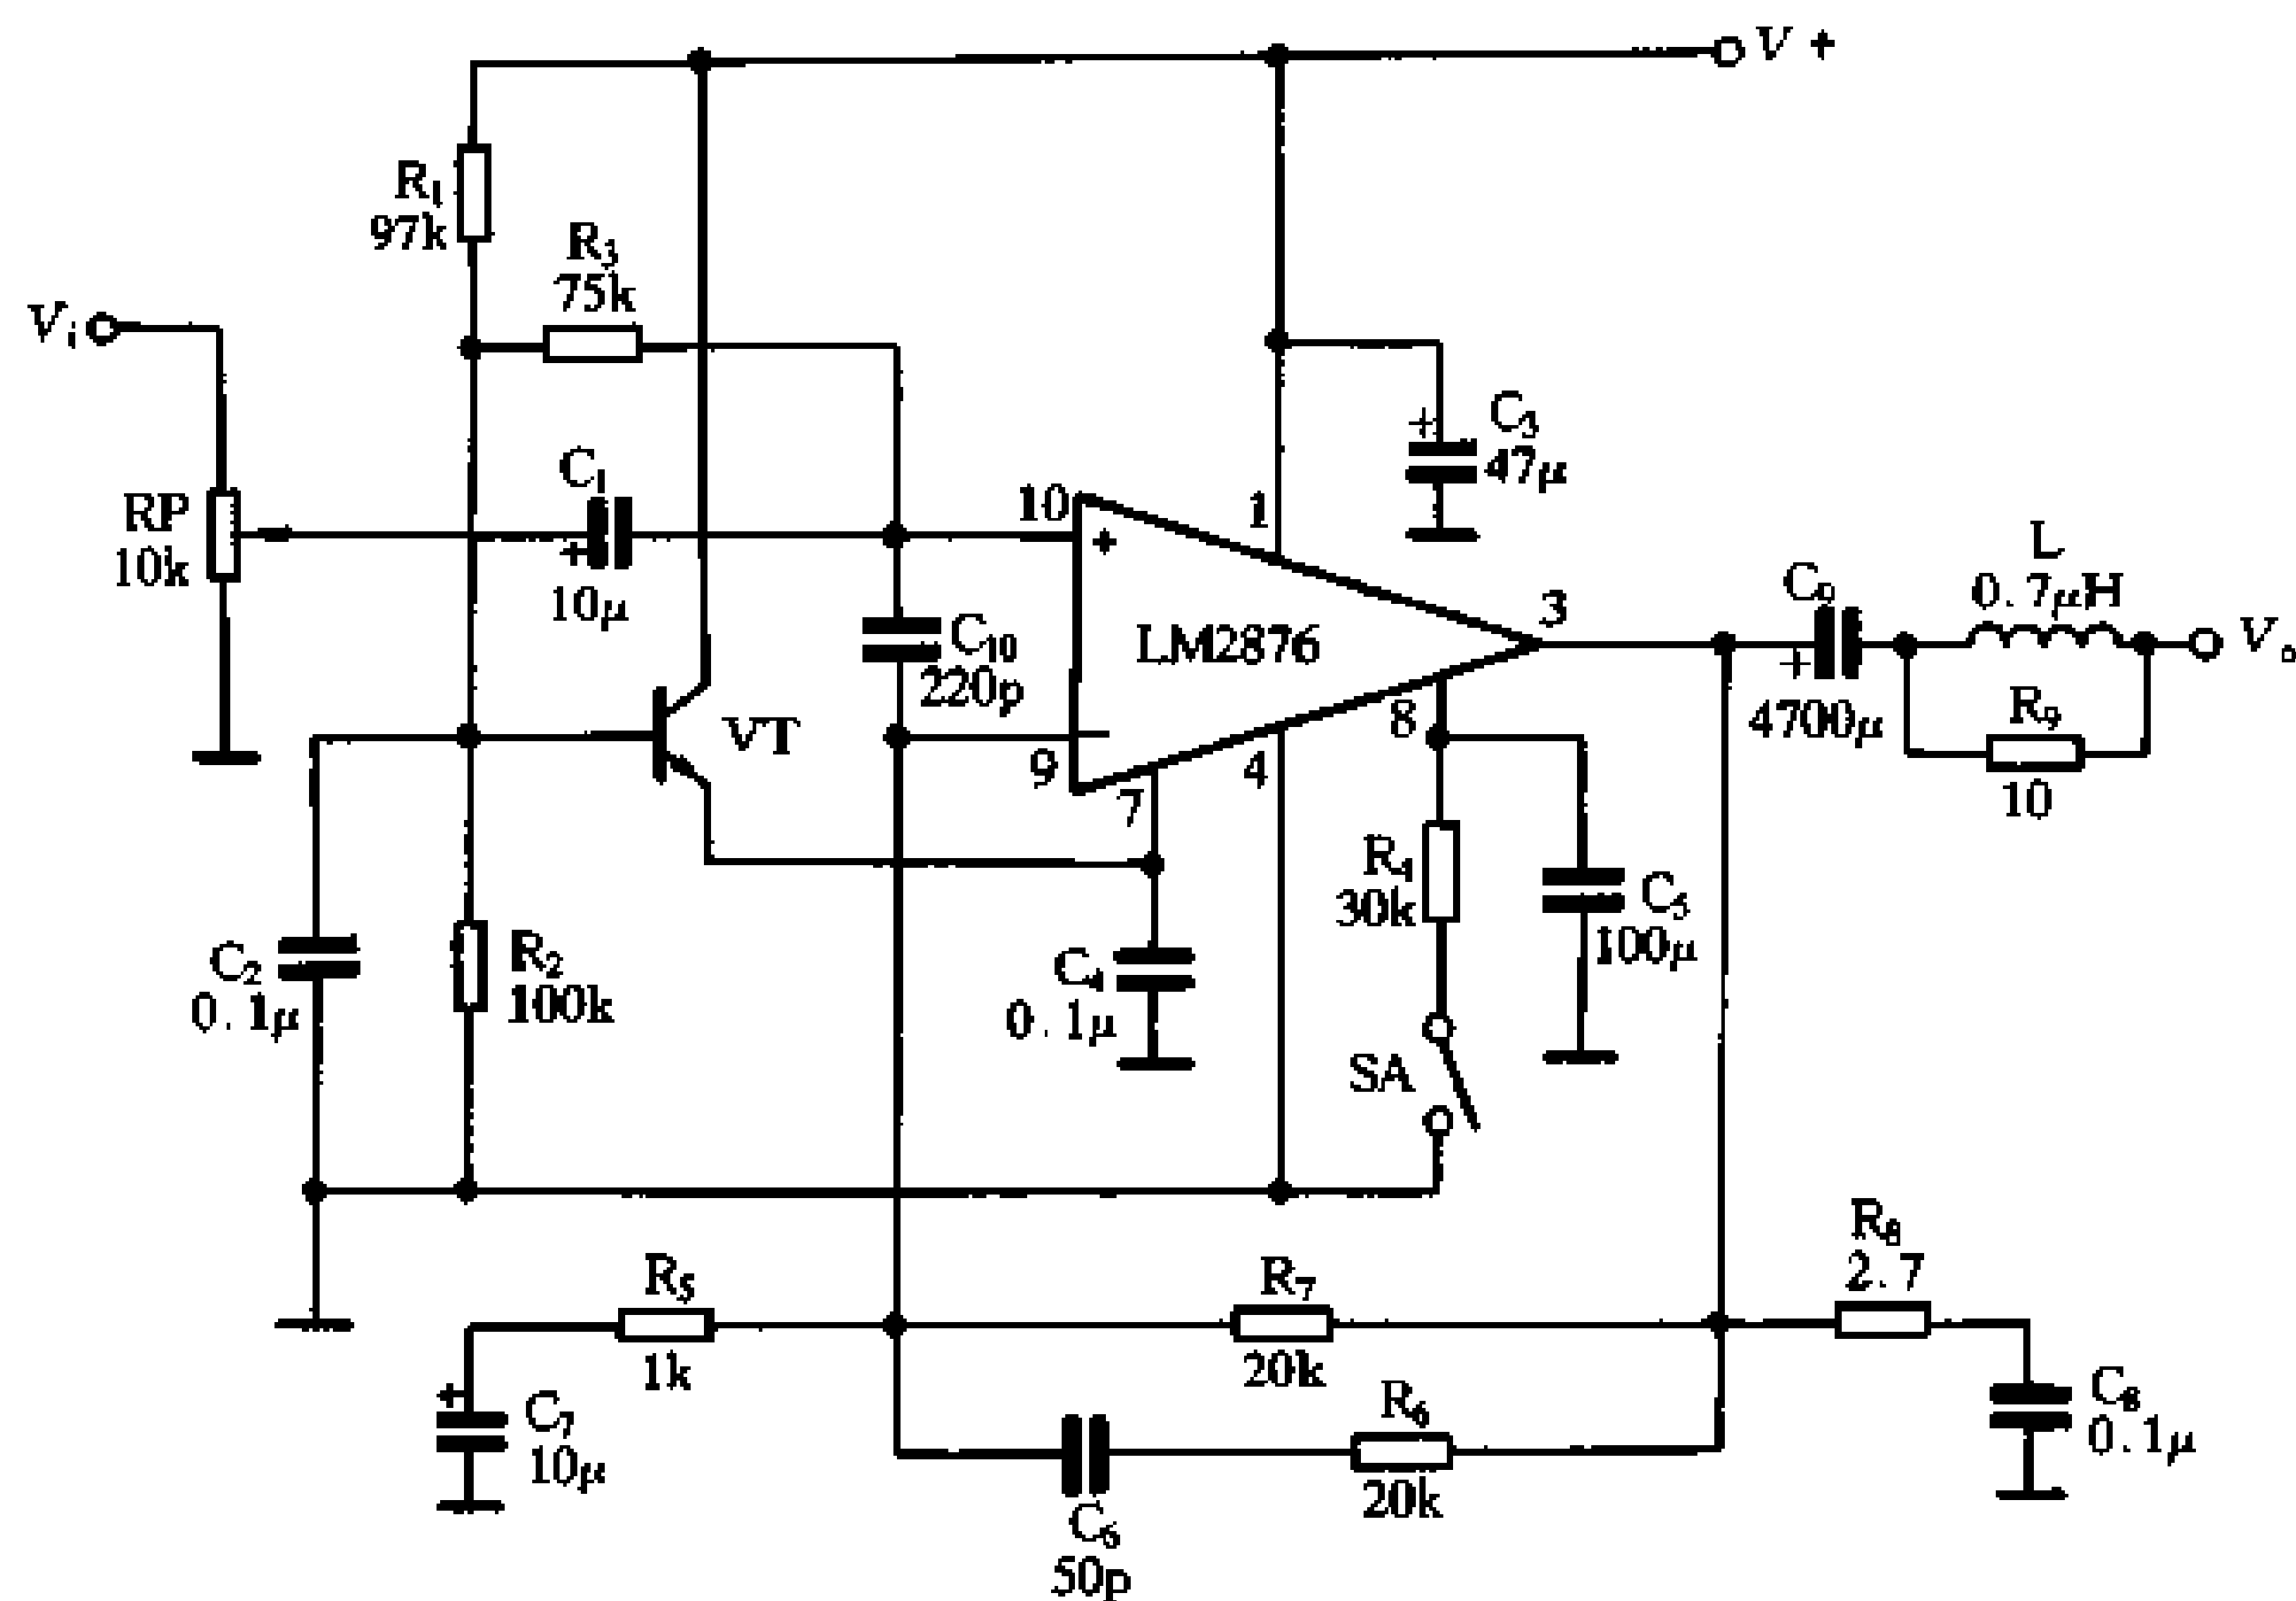 V +
R₁
97k
R₃
75k
Vᵢ
C₃
+
47μ
C₁
+
10μ
RP
10k
10
1
+
LM2876
3
−
9
7
4
8
C₁₀
220p
L
0.7μH
C₉
+
4700μ
Vₒ
R₉
10
VT
R₄
30k
C₅
100μ
C₂
0.1μ
R₂
100k
C₄
0.1μ
SA
R₈
2.7
R₅
1k
R₇
20k
C₇
+
10μ
R₆
20k
C₈
0.1μ
C₆
50p